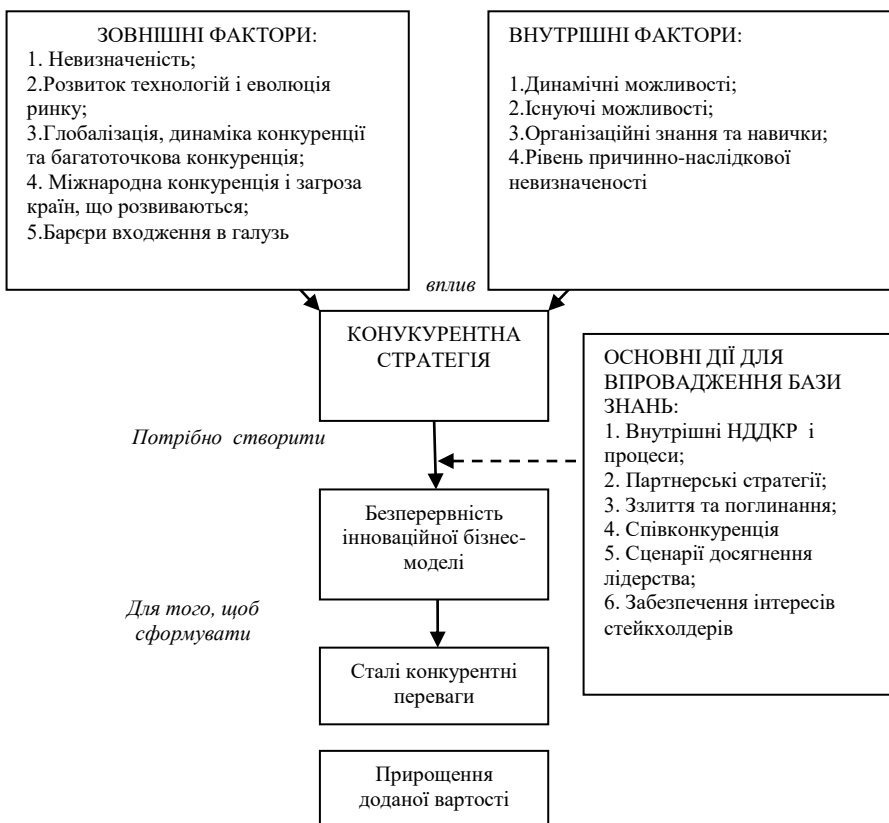 ЗОВНІШНІ ФАКТОРИ:
1. Невизначеність;
2.Розвиток технологій і еволюція
ринку;
3.Глобалізація, динаміка конкуренції
та багатоточкова конкуренція;
4. Міжнародна конкуренція і загроза
країн, що розвиваються;
5.Барєри входження в галузь
ВНУТРІШНІ ФАКТОРИ:
1.Динамічні можливості;
2.Існуючі можливості;
3.Організаційні знання та навички;
4.Рівень причинно-наслідкової
невизначеності
вплив
КОНУКУРЕНТНА
СТРАТЕГІЯ
ОСНОВНІ ДІЇ ДЛЯ
ВПРОВАДЖЕННЯ БАЗИ
ЗНАНЬ:
1. Внутрішні НДДКР і
процеси;
2. Партнерські стратегії;
3. Ззлиття та поглинання;
4. Співконкуренція
5. Сценарії досягнення
лідерства;
6. Забезпечення інтересів
стейкхолдерів
Потрібно створити
Безперервність
інноваційної бізнес-
моделі
Для того, щоб
сформувати
Сталі конкурентні
переваги
Прирощення
доданої вартості